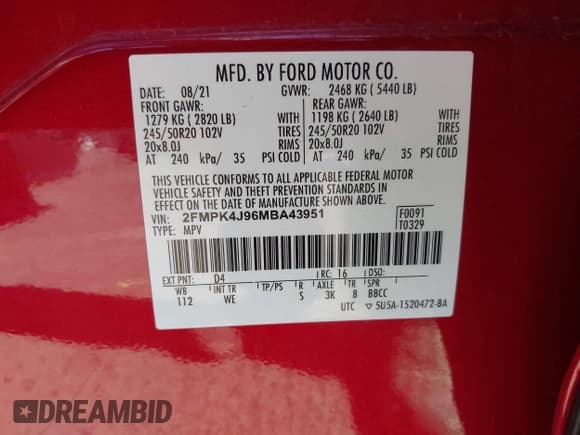 MFD. BY FORD MOTOR CO.
DATE: 08/21 GVWR: 2468 KG ( 5440 LB)
FRONT GAWR: REAR GAWR:
1279 KG ( 2820 LB) WITH 1198 KG ( 2640 LB) WITH
245/50R20 102V TIRES 245/50R20 102V TIRES
20x8.0J RIMS 20x8.0J RIMS
AT 240 kPa/ 35 PSI COLD AT 240 kPa/ 35 PSI COLD
THIS VEHICLE CONFORMS TO ALL APPLICABLE FEDERAL MOTOR
VEHICLE SAFETY AND THEFT PREVENTION STANDARDS IN
EFFECT ON THE DATE OF MANUFACTURE SHOWN ABOVE.
VIN: 2FMPK4J96MBA43951 F0091
TYPE: MPV T0329
EXT PNT: D4 RC: 16 DSO:
WB INT TR TP/PS R AXLE TR SPR
112 WE S 3K 8 BBCC
UTC ▽ 5U5A-1520472-BA
DREAMBID